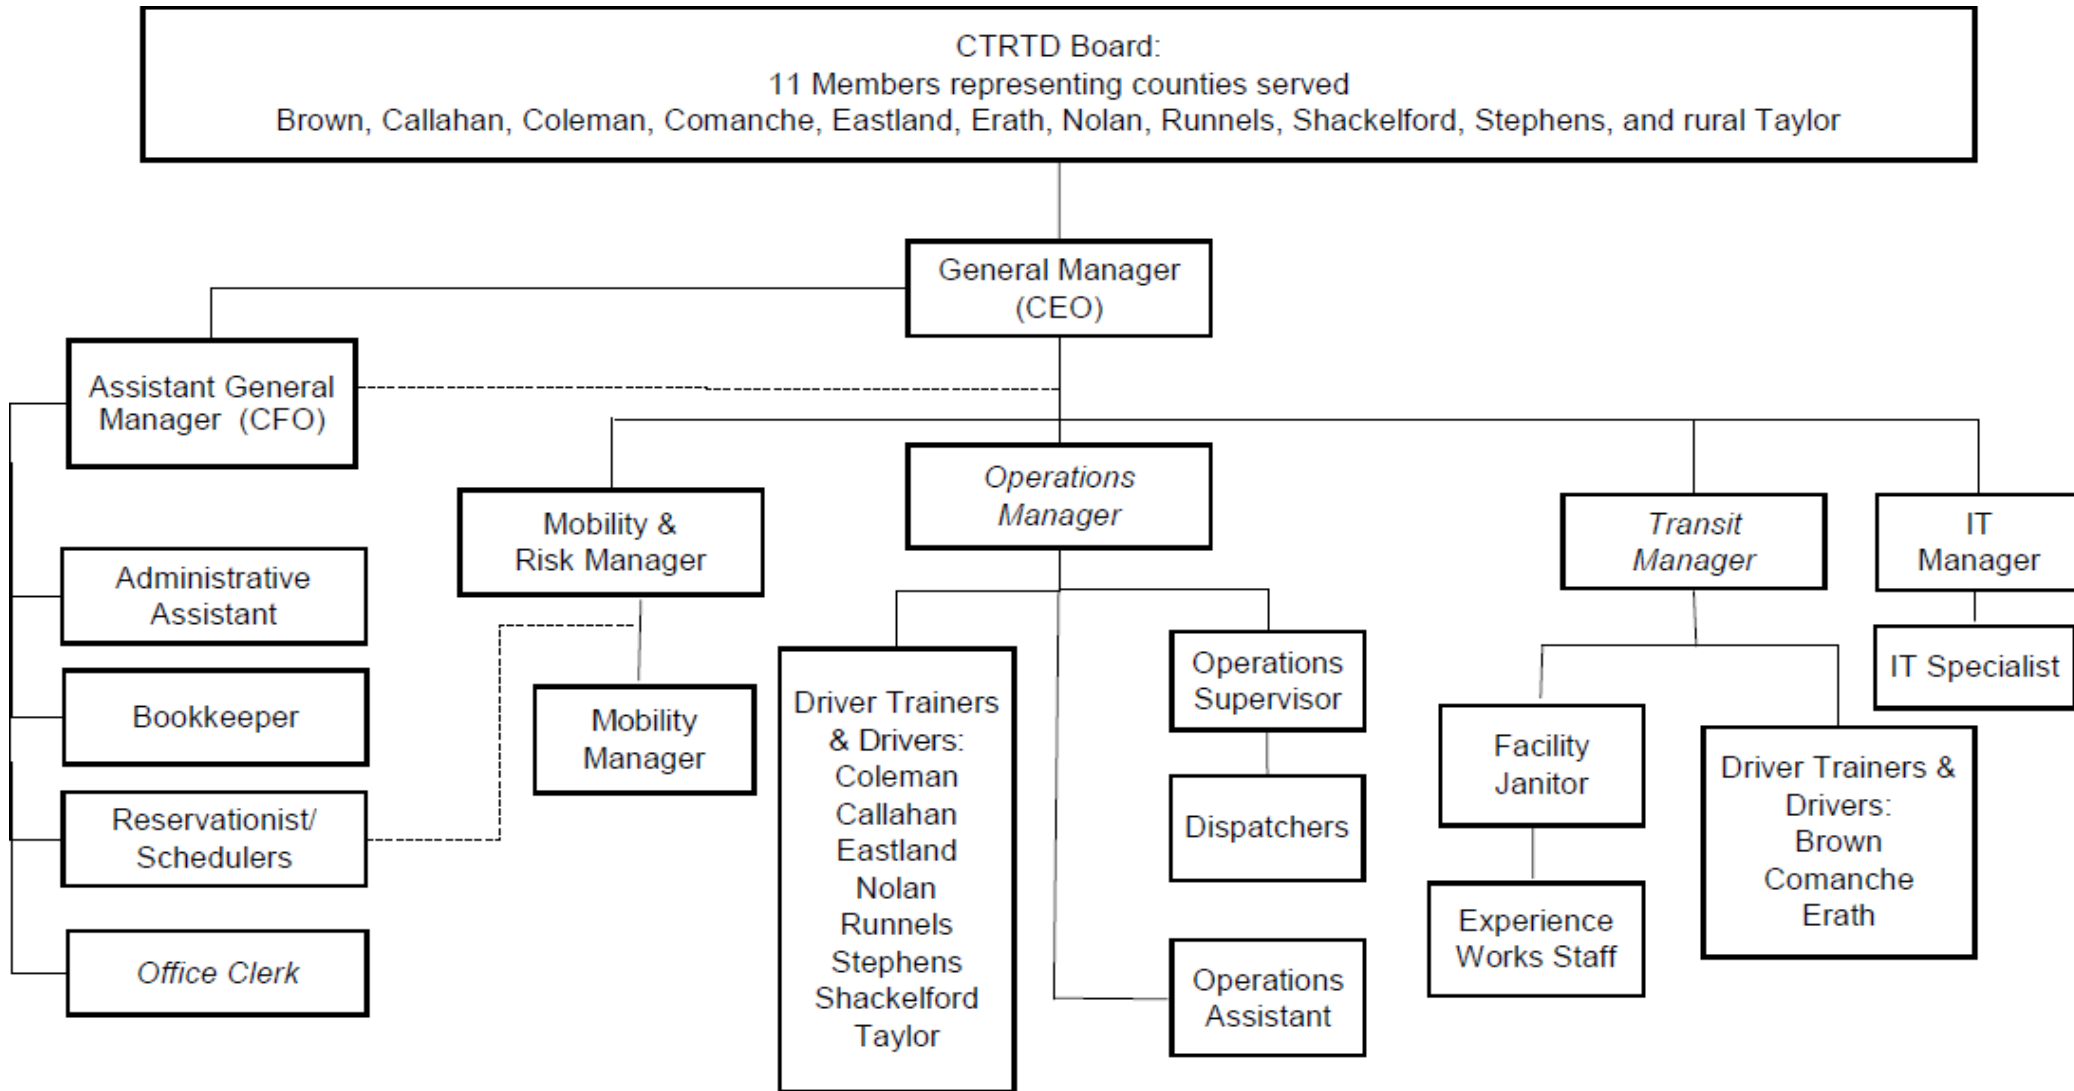 CTRTD Board:
11 Members representing counties served
Brown, Callahan, Coleman, Comanche, Eastland, Erath, Nolan, Runnels, Shackelford, Stephens, and rural Taylor
General Manager
(CEO)
Assistant General
Manager (CFO)
Administrative
Assistant
Bookkeeper
Reservationist/
Schedulers
Office Clerk
Mobility &
Risk Manager
Mobility
Manager
Operations
Manager
Driver Trainers
& Drivers:
Coleman
Callahan
Eastland
Nolan
Runnels
Stephens
Shackelford
Taylor
Operations
Supervisor
Dispatchers
Operations
Assistant
Transit
Manager
Facility
Janitor
Experience
Works Staff
Driver Trainers &
Drivers:
Brown
Comanche
Erath
IT
Manager
IT Specialist